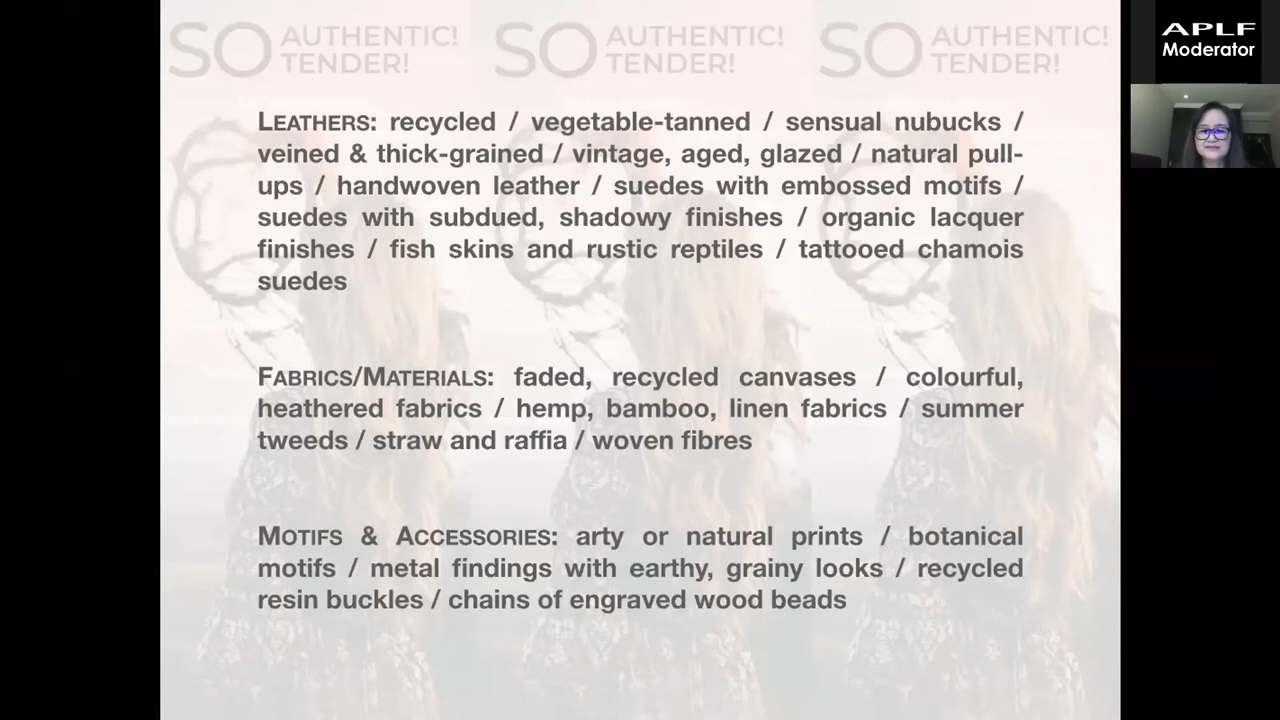 SO AUTHENTIC! TENDER!
SO AUTHENTIC! TENDER!
SO AUTHENTIC! TENDER!
APLF
Moderator
LEATHERS: recycled / vegetable-tanned / sensual nubucks /
veined & thick-grained / vintage, aged, glazed / natural pull-
ups / handwoven leather / suedes with embossed motifs /
suedes with subdued, shadowy finishes / organic lacquer
finishes / fish skins and rustic reptiles / tattooed chamois
suedes
FABRICS/MATERIALS: faded, recycled canvases / colourful,
heathered fabrics / hemp, bamboo, linen fabrics / summer
tweeds / straw and raffia / woven fibres
MOTIFS & ACCESSORIES: arty or natural prints / botanical
motifs / metal findings with earthy, grainy looks / recycled
resin buckles / chains of engraved wood beads